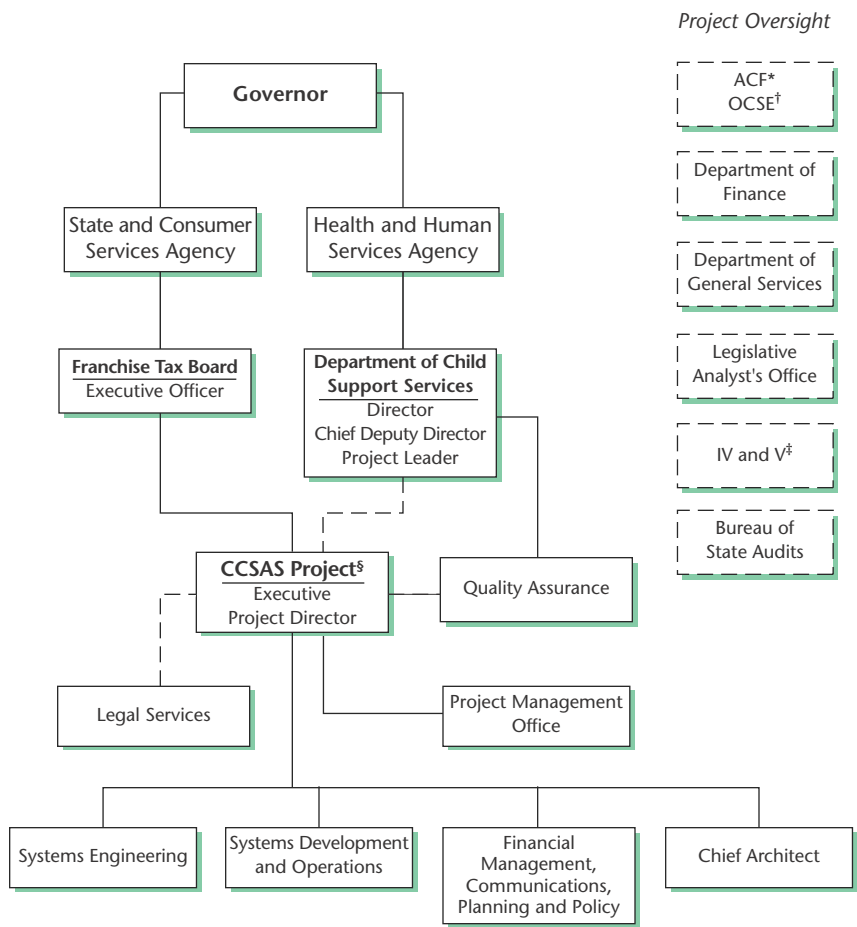 Project Oversight
ACF*
OCSE†
Department of
Finance
Department of
General Services
Legislative
Analyst's Office
IV and V‡
Bureau of
State Audits
Governor
State and Consumer
Services Agency
Health and Human
Services Agency
Franchise Tax Board
Executive Officer
Department of Child
Support Services
Director
Chief Deputy Director
Project Leader
CCSAS Project§
Executive
Project Director
Quality Assurance
Legal Services
Project Management
Office
Systems Engineering
Systems Development
and Operations
Financial
Management,
Communications,
Planning and Policy
Chief Architect